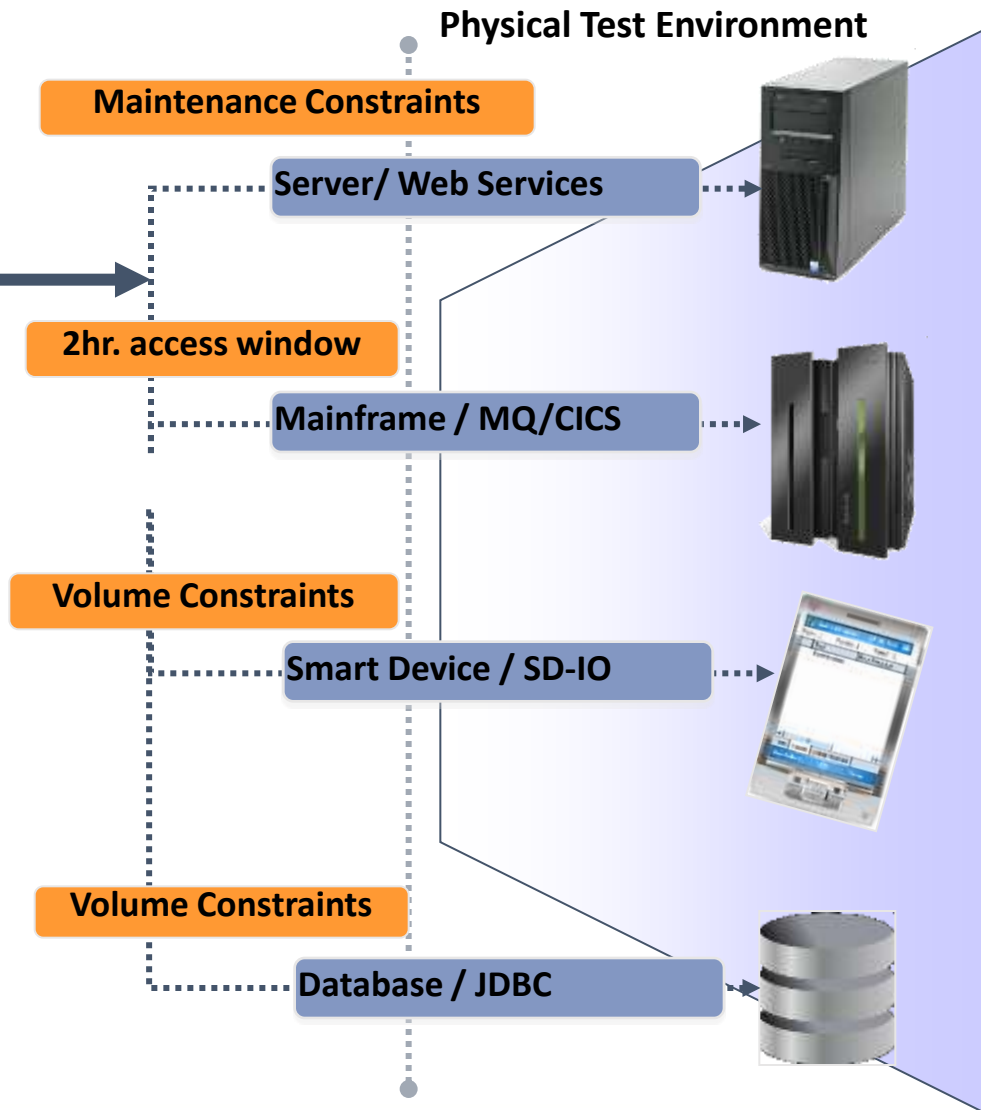 Physical Test Environment
Maintenance Constraints
Server/ Web Services
2hr. access window
Mainframe / MQ/CICS
Volume Constraints
Smart Device / SD-IO
Volume Constraints
Database / JDBC